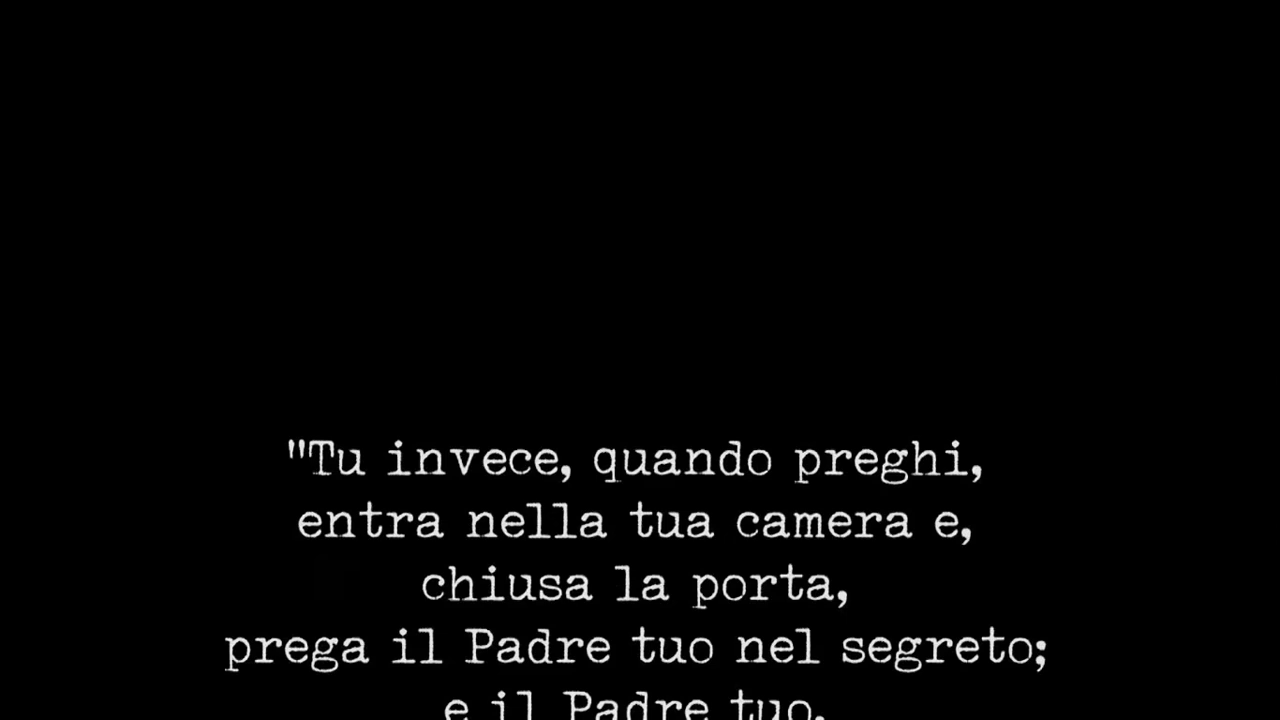 "Tu invece, quando preghi,
entra nella tua camera e,
chiusa la porta,
prega il Padre tuo nel segreto;
e il Padre tuo,